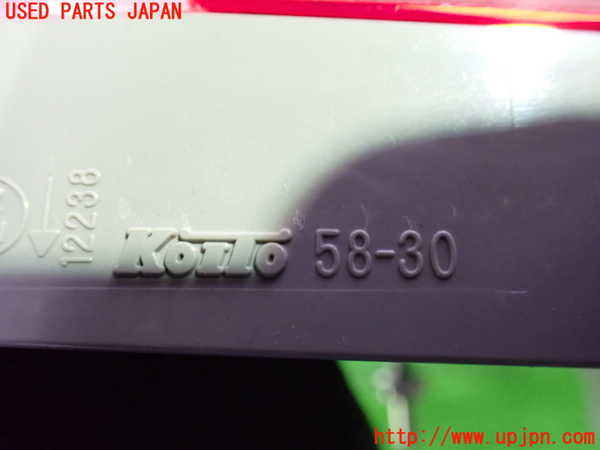 USED PARTS JAPAN
12238
KOITO 58-30
http://www.upjpn.com/